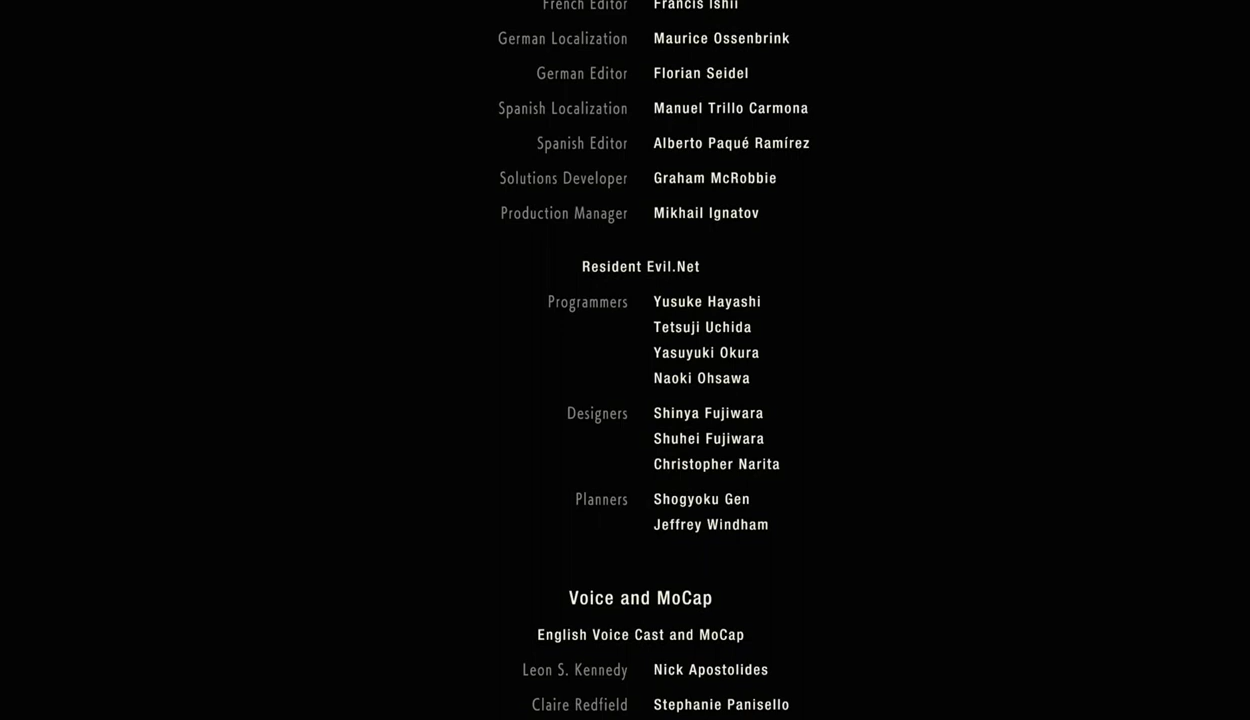 French Editor Francis Ishii
German Localization Maurice Ossenbrink
German Editor Florian Seidel
Spanish Localization Manuel Trillo Carmona
Spanish Editor Alberto Paqué Ramírez
Solutions Developer Graham McRobbie
Production Manager Mikhail Ignatov
Resident Evil.Net
Programmers Yusuke Hayashi
Tetsuji Uchida
Yasuyuki Okura
Naoki Ohsawa
Designers Shinya Fujiwara
Shuhei Fujiwara
Christopher Narita
Planners Shogyoku Gen
Jeffrey Windham
Voice and MoCap
English Voice Cast and MoCap
Leon S. Kennedy Nick Apostolides
Claire Redfield Stephanie Panisello